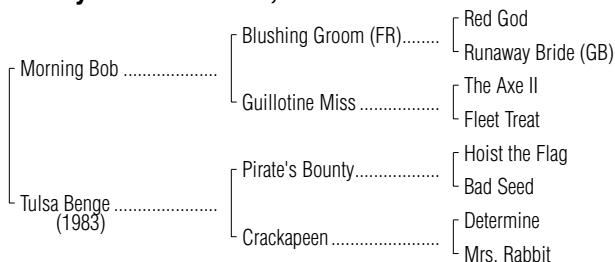 Red God
Blushing Groom (FR)........
Runaway Bride (GB)
Morning Bob ....................
The Axe II
Guillotine Miss .................
Fleet Treat
Hoist the Flag
Pirate's Bounty..................
Bad Seed
Tulsa Benge ......................
(1983)
Determine
Crackapeen .......................
Mrs. Rabbit